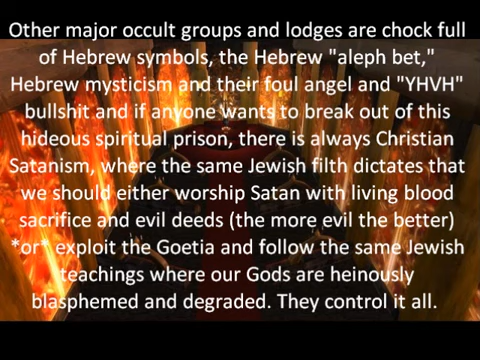 Other major occult groups and lodges are chock full
of Hebrew symbols, the Hebrew "aleph bet,"
Hebrew mysticism and their foul angel and "YHVH"
bullshit and if anyone wants to break out of this
hideous spiritual prison, there is always Christian
Satanism, where the same Jewish filth dictates that
we should either worship Satan with living blood
sacrifice and evil deeds (the more evil the better)
*or* exploit the Goetia and follow the same Jewish
teachings where our Gods are heinously
blasphemed and degraded. They control it all.